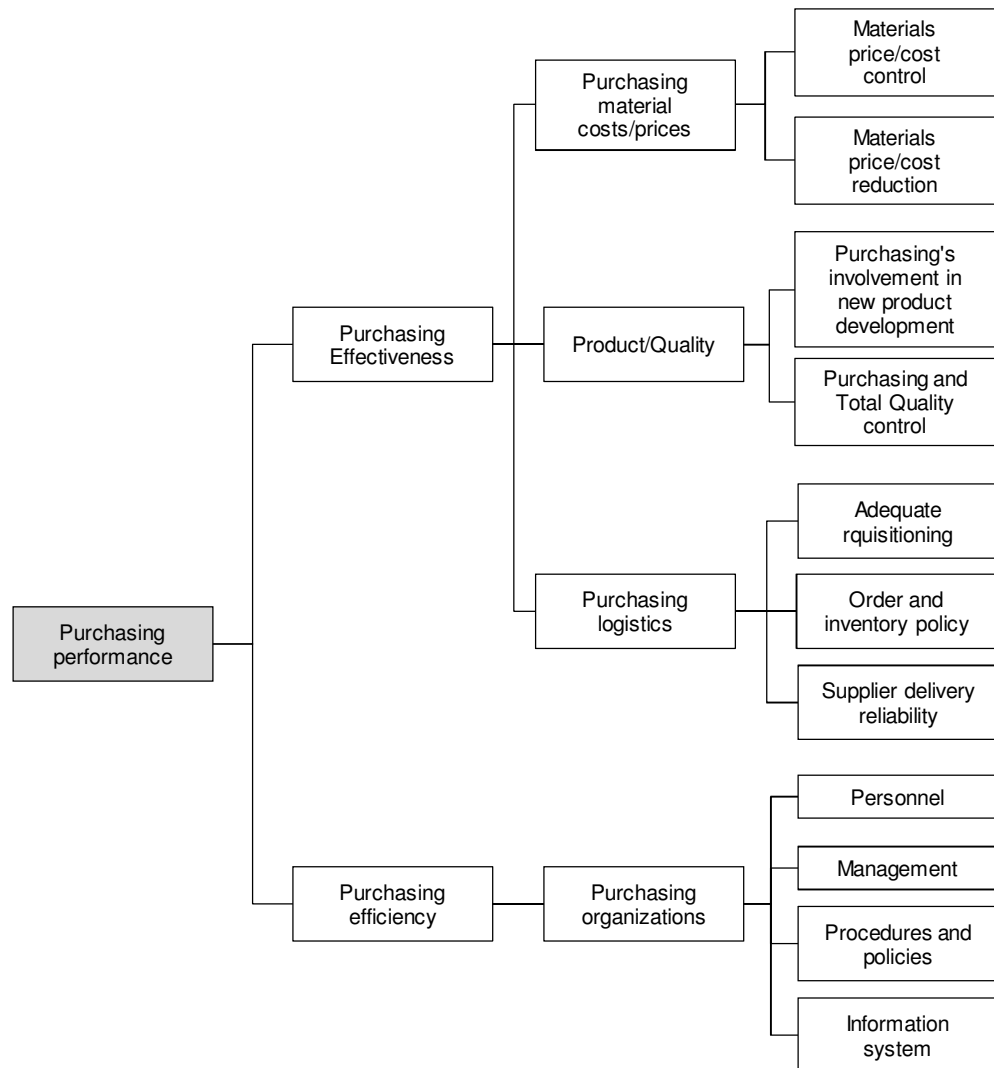 Materials
price/cost
control
Purchasing
material
costs/prices
Materials
price/cost
reduction
Purchasing's
involvement in
new product
development
Purchasing
Effectiveness
Product/Quality
Purchasing and
Total Quality
control
Adequate
rquisitioning
Purchasing
logistics
Order and
inventory policy
Purchasing
performance
Supplier delivery
reliability
Personnel
Management
Purchasing
efficiency
Purchasing
organizations
Procedures and
policies
Information
system